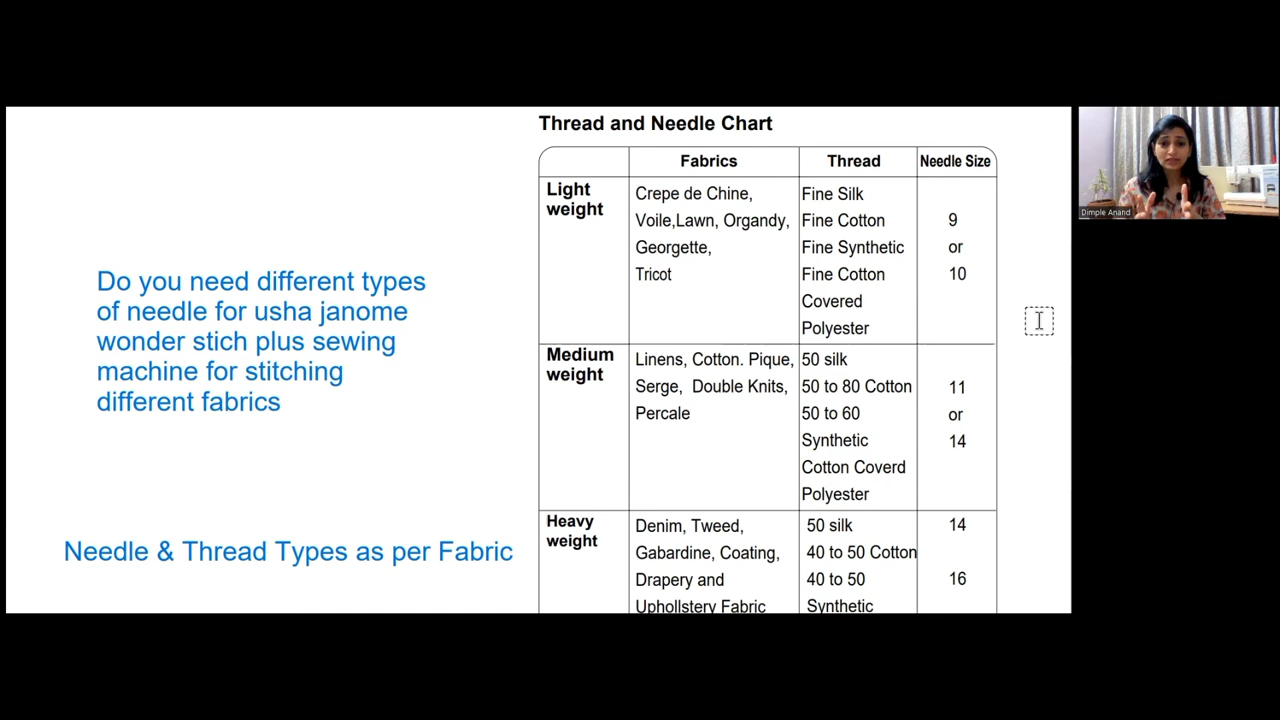 Do you need different types
of needle for usha janome
wonder stich plus sewing
machine for stitching
different fabrics
Needle & Thread Types as per Fabric
Thread and Needle Chart
Fabrics
Thread
Needle Size
Light
weight
Crepe de Chine,
Voile,Lawn, Organdy,
Georgette,
Tricot
Fine Silk
Fine Cotton
Fine Synthetic
Fine Cotton
Covered
Polyester
9
or
10
Medium
weight
Linens, Cotton. Pique,
Serge, Double Knits,
Percale
50 silk
50 to 80 Cotton
50 to 60
Synthetic
Cotton Coverd
Polyester
11
or
14
Heavy
weight
Denim, Tweed,
Gabardine, Coating,
Drapery and
Uphollstery Fabric
50 silk
40 to 50 Cotton
40 to 50
Synthetic
14
16
Dimple Anand